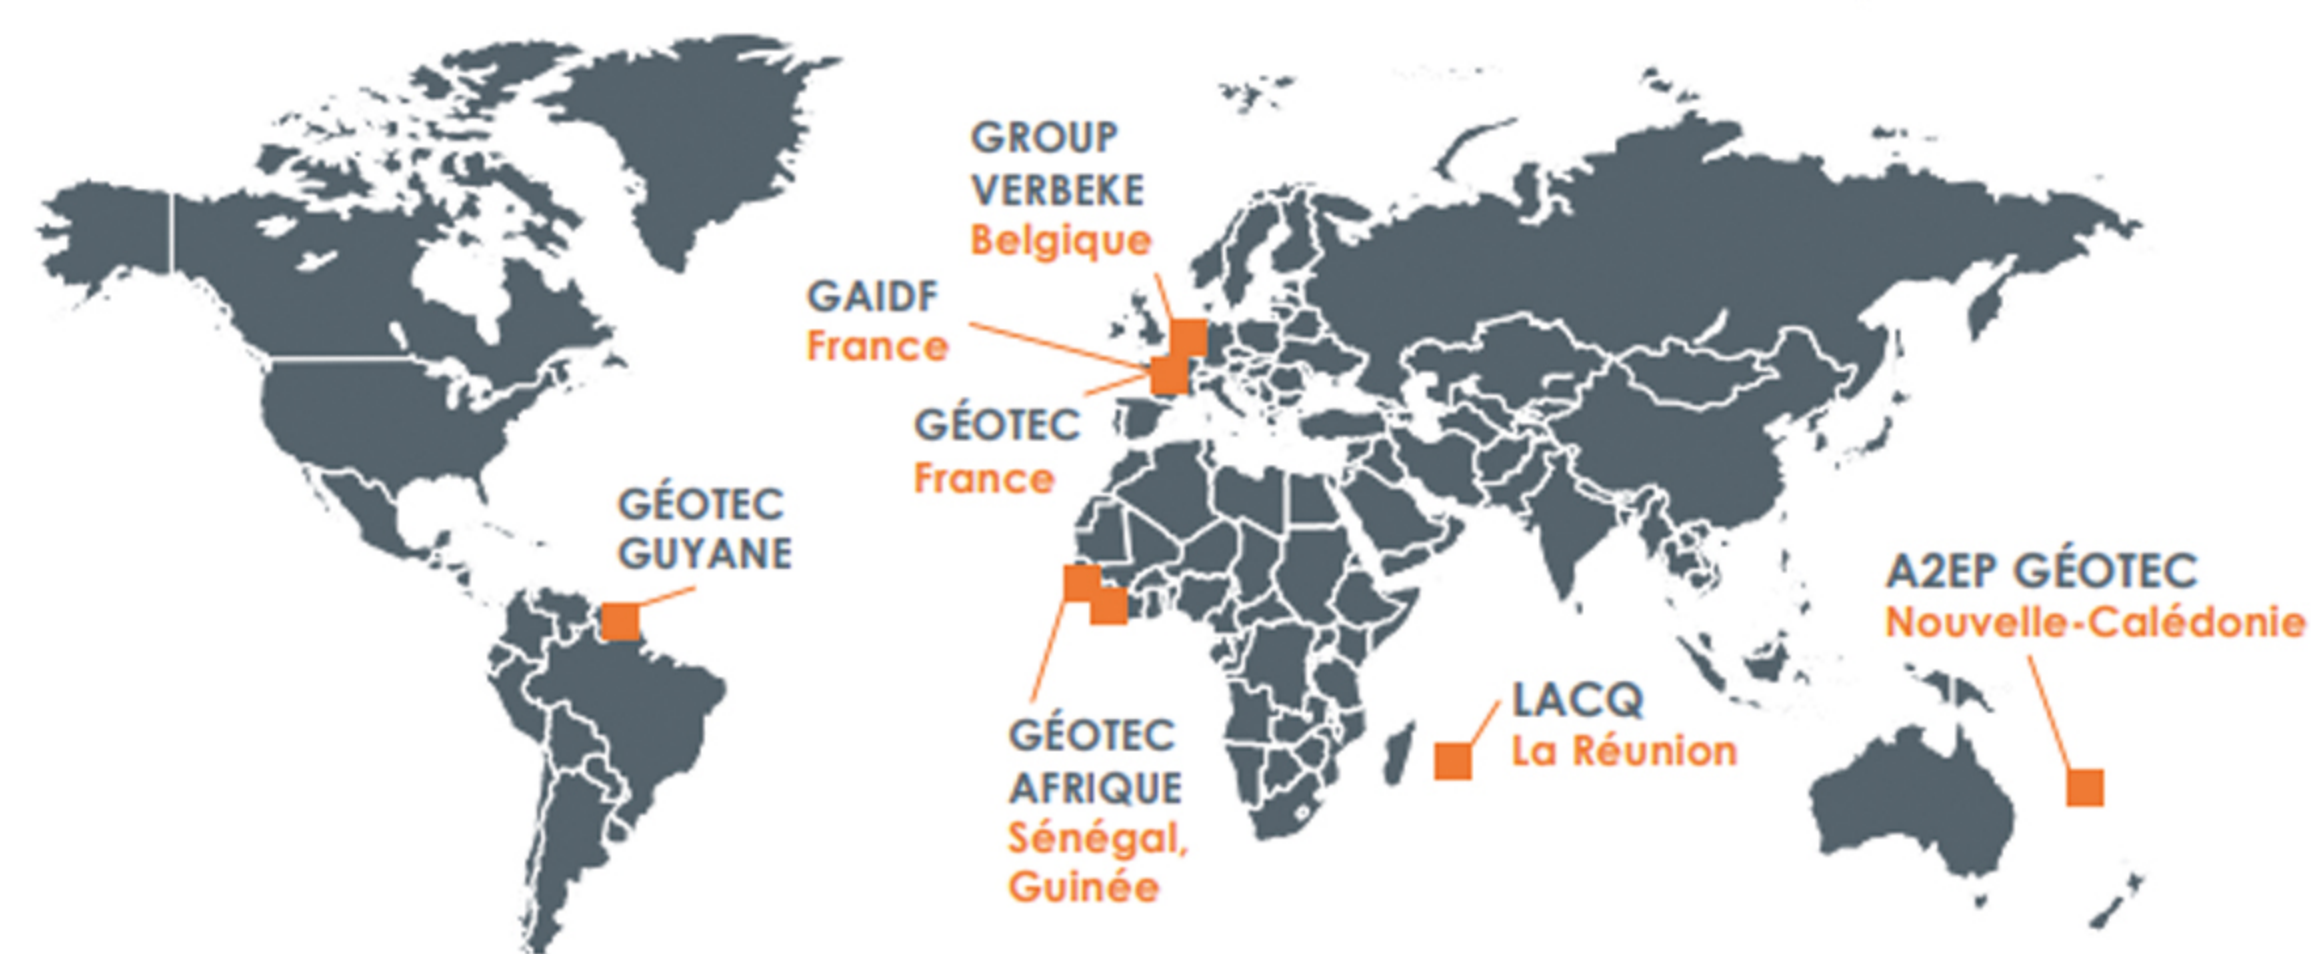 GROUP
VERBEKE
Belgique
GAIDF
France
GÉOTEC
France
GÉOTEC
GUYANE
GÉOTEC
AFRIQUE
Sénégal,
Guinée
LACQ
La Réunion
A2EP GÉOTEC
Nouvelle-Calédonie